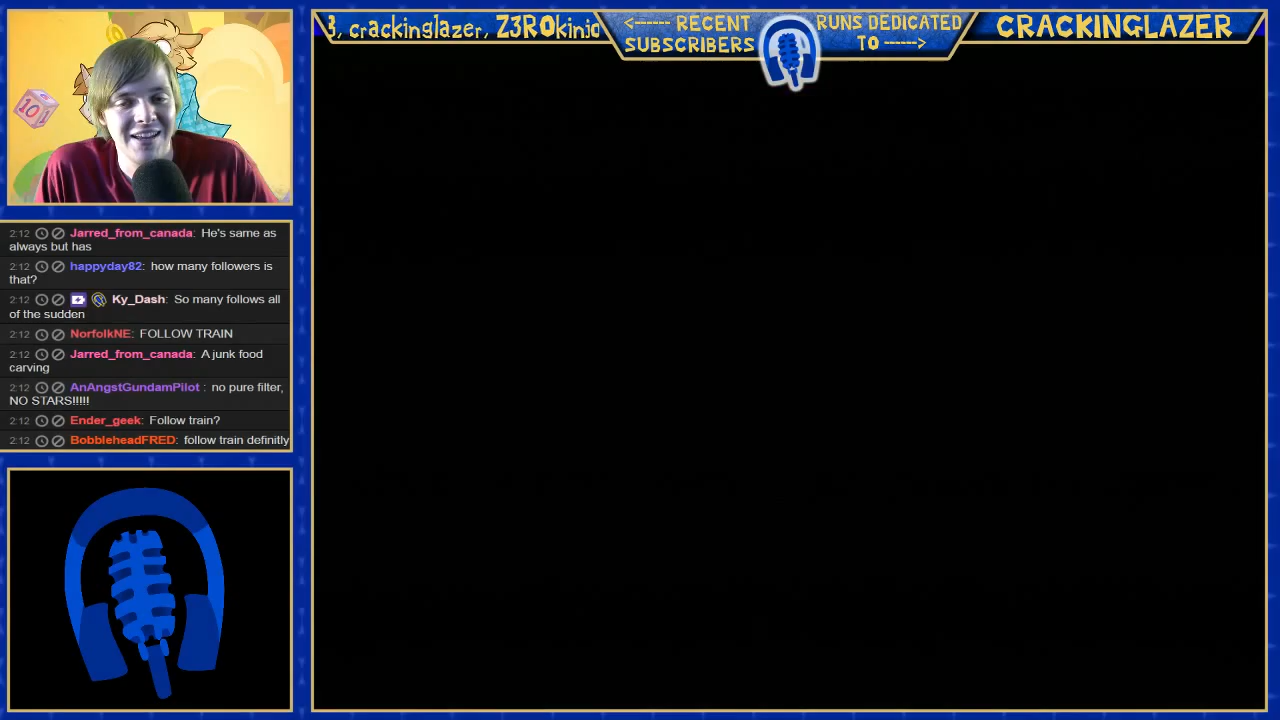 3, crackinglazer, Z3R0kinjo
<------ RECENT
SUBSCRIBERS
RUNS DEDICATED
TO ------>
CRACKINGLAZER
10 1
2:12 Jarred_from_canada: He's same as
always but has
2:12 happyday82: how many followers is
that?
2:12 Ky_Dash: So many follows all
of the sudden
2:12 NorfolkNE: FOLLOW TRAIN
2:12 Jarred_from_canada: A junk food
carving
2:12 AnAngstGundamPilot : no pure filter,
NO STARS!!!!!
2:12 Ender_geek: Follow train?
2:12 BobbleheadFRED: follow train definitly